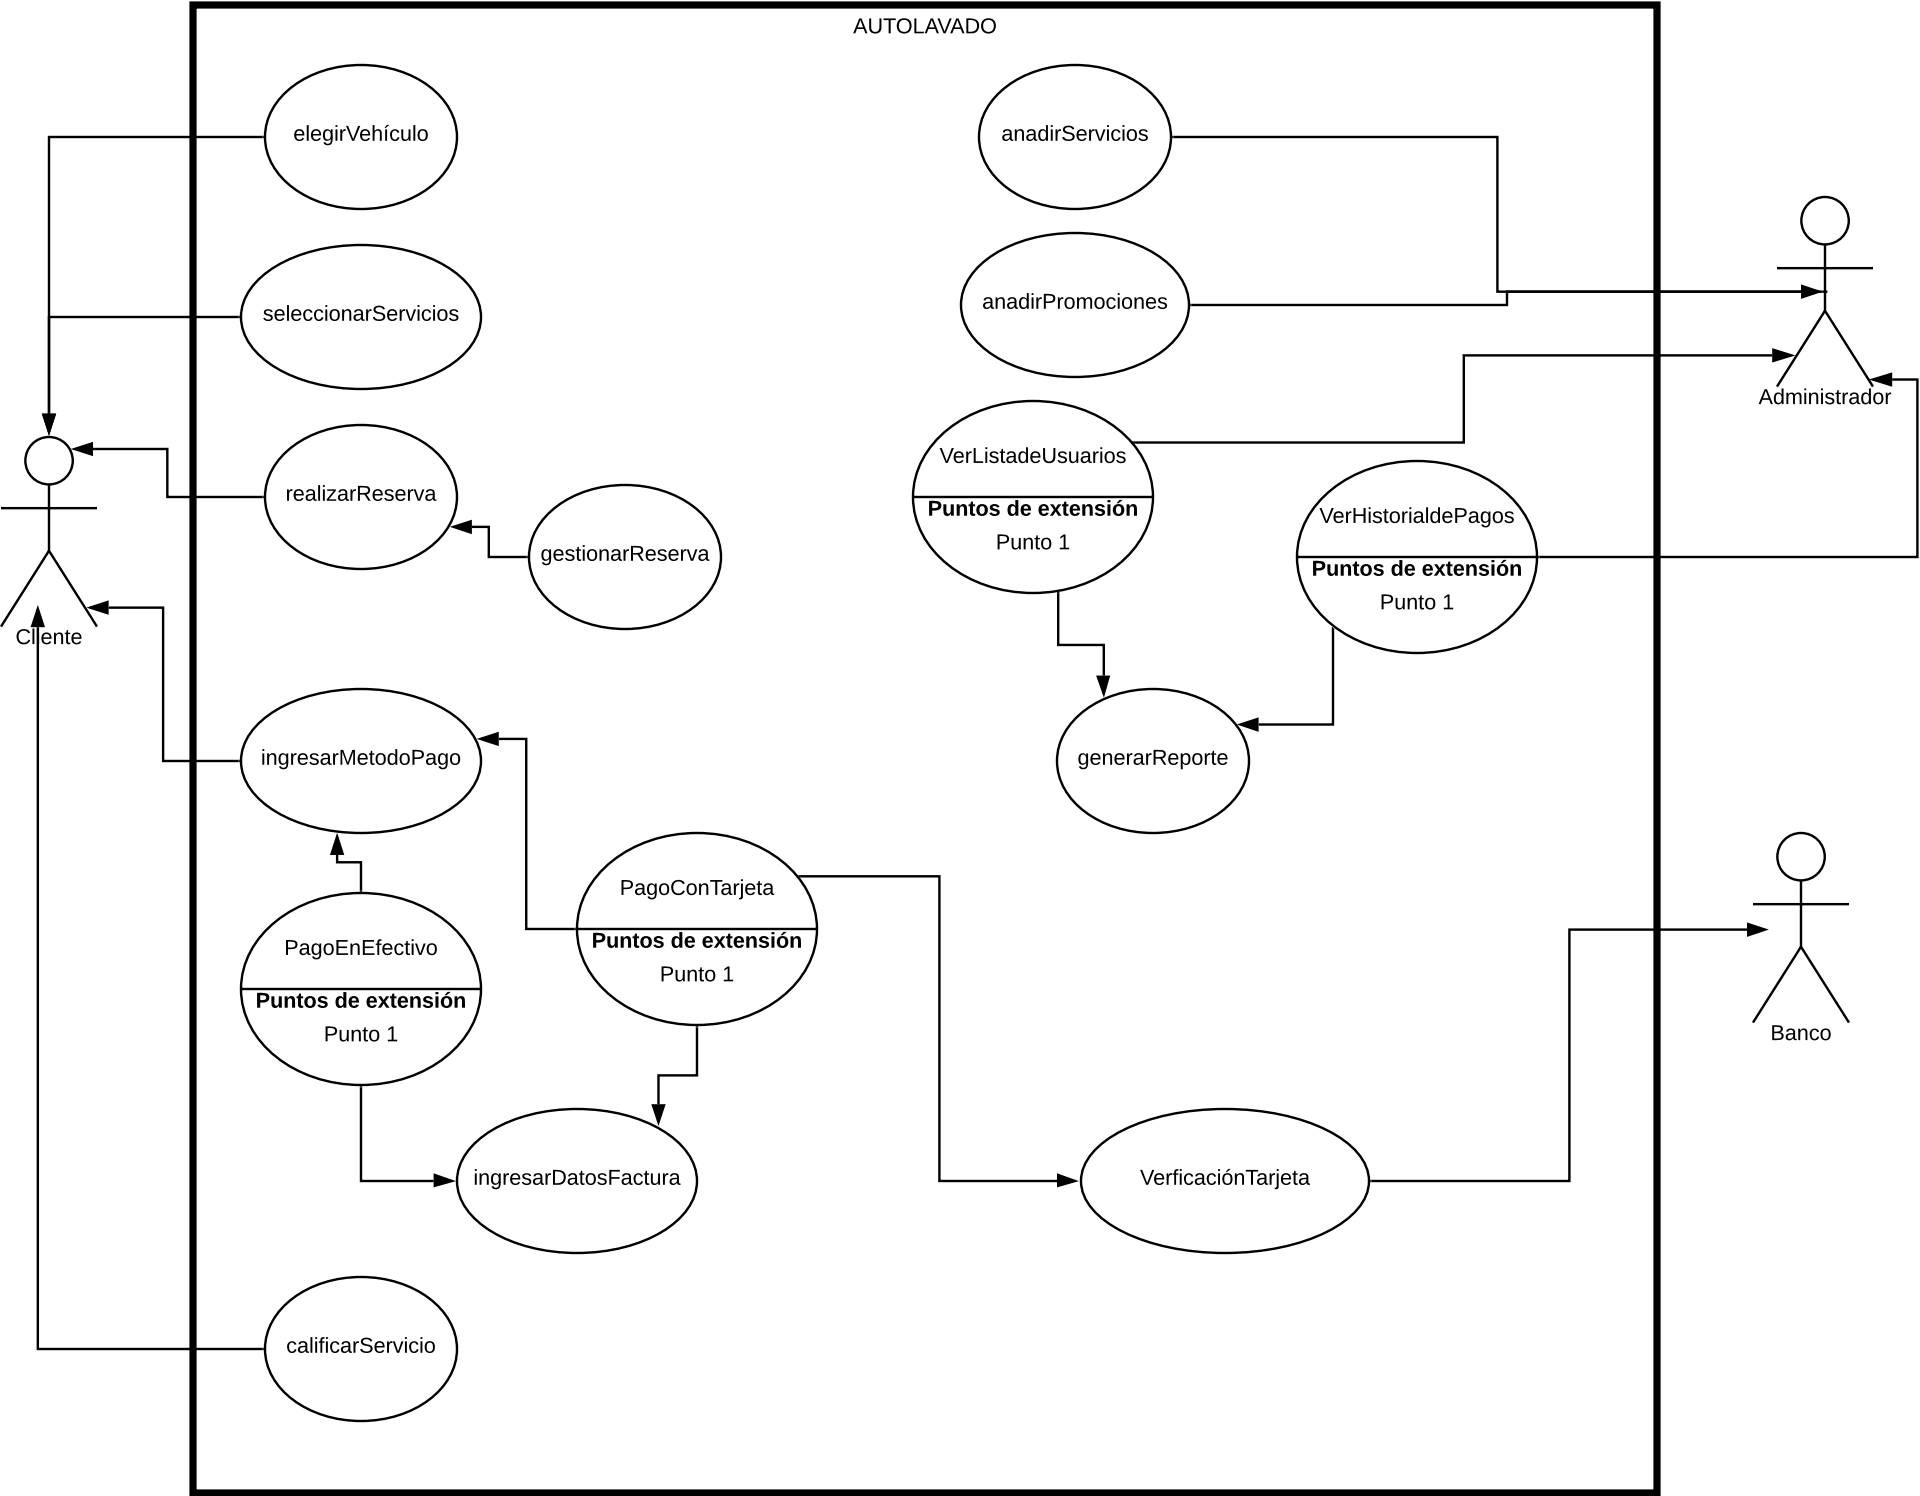 AUTOLAVADO
elegirVehículo
anadirServicios
seleccionarServicios
anadirPromociones
Administrador
VerListadeUsuarios
Puntos de extensión
Punto 1
realizarReserva
gestionarReserva
VerHistorialdePagos
Puntos de extensión
Punto 1
Cliente
ingresarMetodoPago
generarReporte
PagoConTarjeta
Puntos de extensión
Punto 1
PagoEnEfectivo
Puntos de extensión
Punto 1
Banco
ingresarDatosFactura
VerficaciónTarjeta
calificarServicio